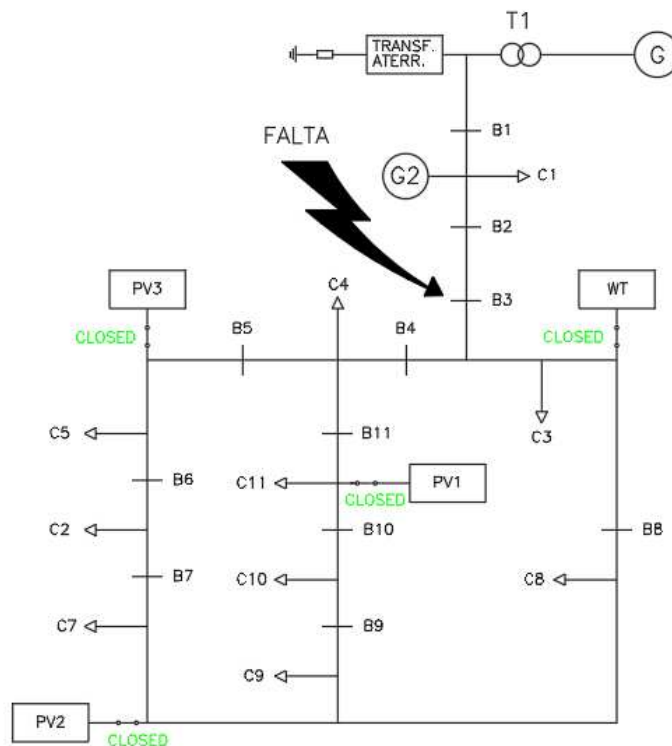 T1
TRANSF.
ATERR.
G
B1
FALTA
G2
C1
B2
PV3
C4
B3
WT
CLOSED
B5
B4
CLOSED
C5
B11
C3
B6
C11
PV1
CLOSED
C2
B10
B8
B7
C10
C8
C7
B9
C9
PV2
CLOSED